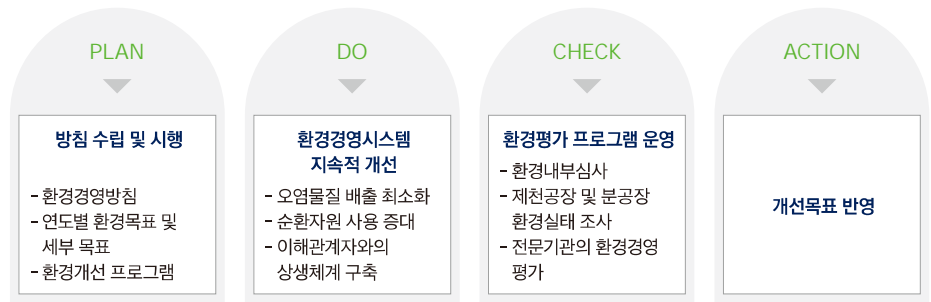 PLAN
방침 수립 및 시행
- 환경경영방침
- 연도별 환경목표 및
세부 목표
- 환경개선 프로그램
DO
환경경영시스템
지속적 개선
- 오염물질 배출 최소화
- 순환자원 사용 증대
- 이해관계자와의
상생체계 구축
CHECK
환경평가 프로그램 운영
- 환경내부심사
- 제천공장 및 분공장
환경실태 조사
- 전문기관의 환경경영
평가
ACTION
개선목표 반영